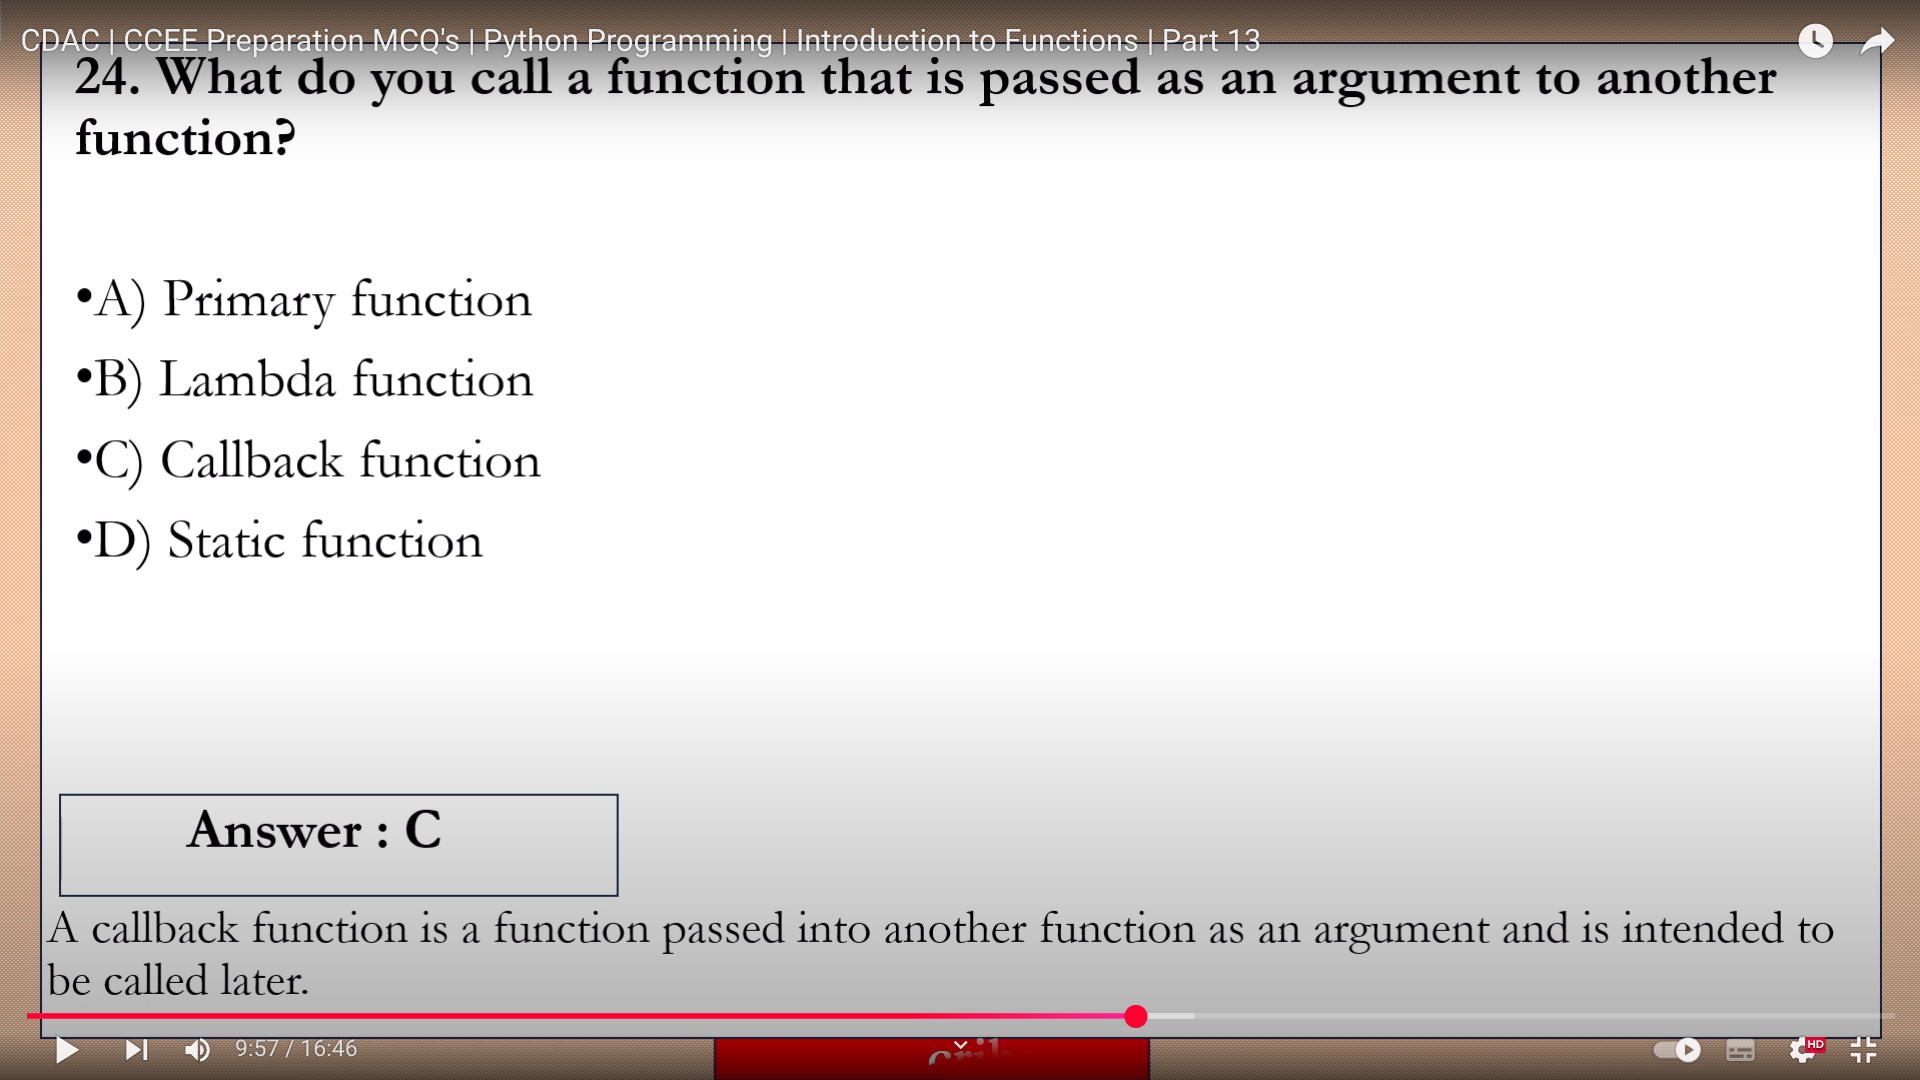 CDAC | CCEE Preparation MCQ's | Python Programming | Introduction to Functions | Part 13
24. What do you call a function that is passed as an argument to another
function?
•A) Primary function
•B) Lambda function
•C) Callback function
•D) Static function
Answer : C
A callback function is a function passed into another function as an argument and is intended to
be called later.
9:57 / 16:46
HD